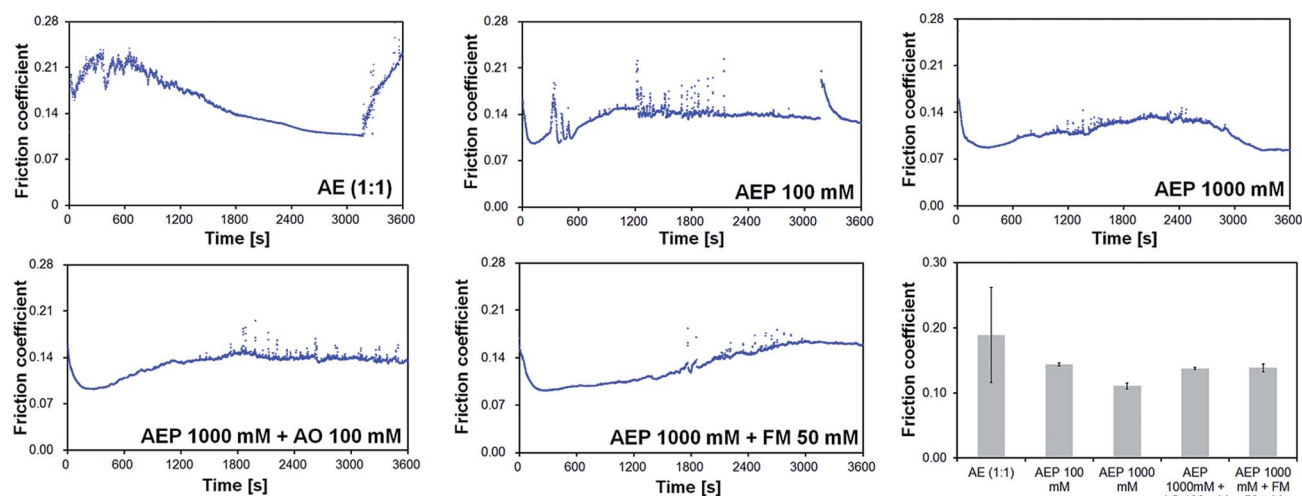 0.28
0.21
0.14
0.07
0
Friction coefficient
AE (1:1)
0 600 1200 1800 2400 3000 3600
Time [s]
0.28
0.21
0.14
0.07
0.00
Friction coefficient
AEP 100 mM
0 600 1200 1800 2400 3000 3600
Time [s]
0.28
0.21
0.14
0.07
0.00
Friction coefficient
AEP 1000 mM
0 600 1200 1800 2400 3000 3600
Time [s]
0.28
0.21
0.14
0.07
0.00
Friction coefficient
AEP 1000 mM + AO 100 mM
0 600 1200 1800 2400 3000 3600
Time [s]
0.28
0.21
0.14
0.07
0.00
Friction coefficient
AEP 1000 mM + FM 50 mM
0 600 1200 1800 2400 3000 3600
Time [s]
0.30
0.20
0.10
0.00
Friction coefficient
AE (1:1)
AEP 100
mM
AEP 1000
mM
AEP
1000mM +
AEP 1000
mM + FM